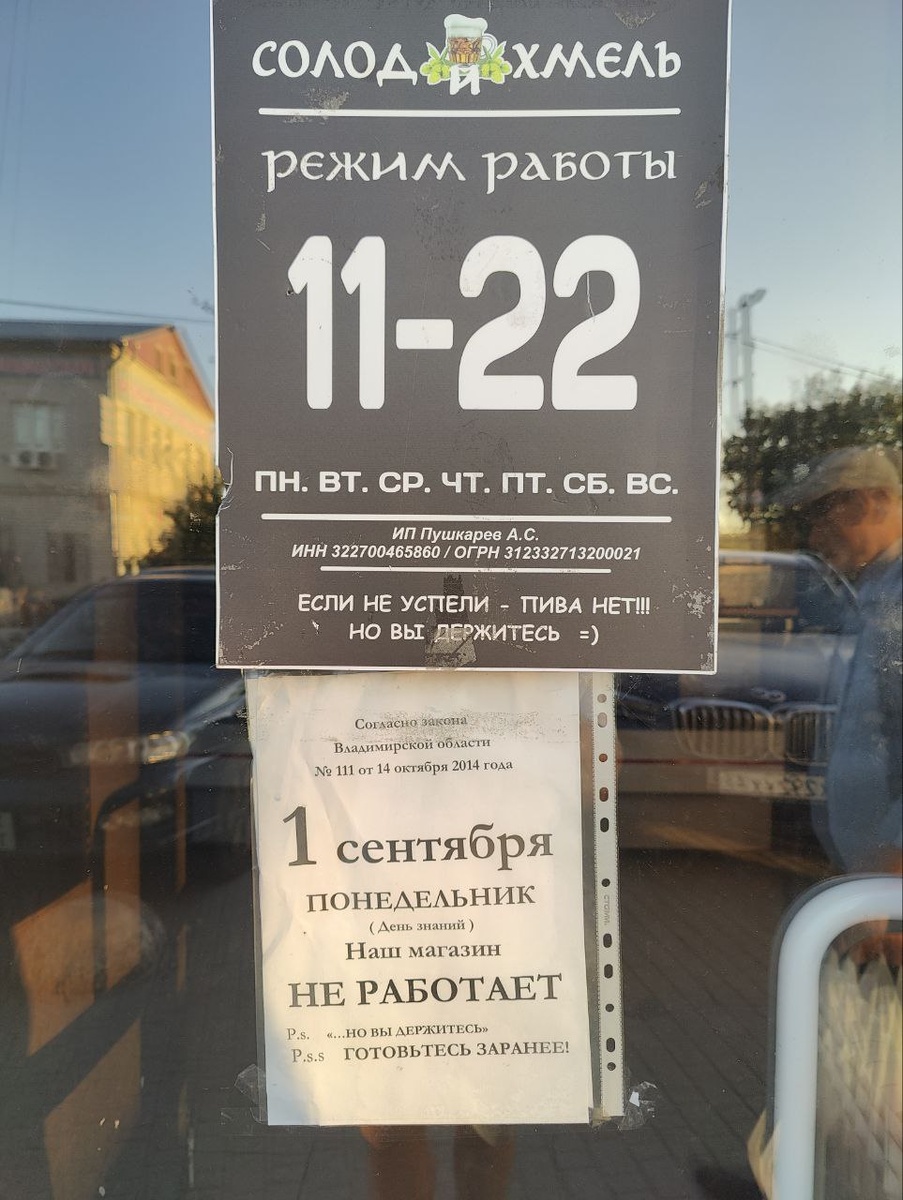 СОЛОД И ХМЕЛЬ
РЕЖИМ РАБОТЫ
11-22
ПН. ВТ. СР. ЧТ. ПТ. СБ. ВС.
ИП Пушкарев А.С.
ИНН 322700465860 / ОГРН 312332713200021
ЕСЛИ НЕ УСПЕЛИ - ПИВА НЕТ!!!
НО ВЫ ДЕРЖИТЕСЬ =)
Согласно закона
Владимирской области
№ 111 от 14 октября 2014 года
1 сентября
ПОНЕДЕЛЬНИК
( День знаний )
Наш магазин
НЕ РАБОТАЕТ
P.s. «...НО ВЫ ДЕРЖИТЕСЬ»
P.s.s ГОТОВЬТЕСЬ ЗАРАНЕЕ!